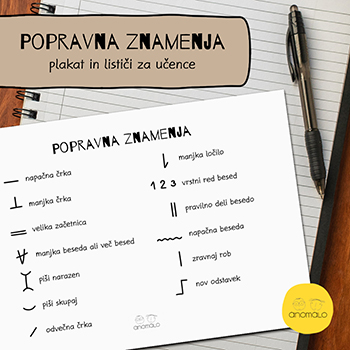 POPRAVNA ZNAMENJA
plakat in lističi za učence
POPRAVNA ZNAMENJA
napačna črka
manjka črka
velika začetnica
manjka beseda ali več besed
piši narazen
piši skupaj
odvečna črka
manjka ločilo
1 2 3 vrstni red besed
pravilno deli besedo
napačna beseda
zravnaj rob
nov odstavek
anomalo